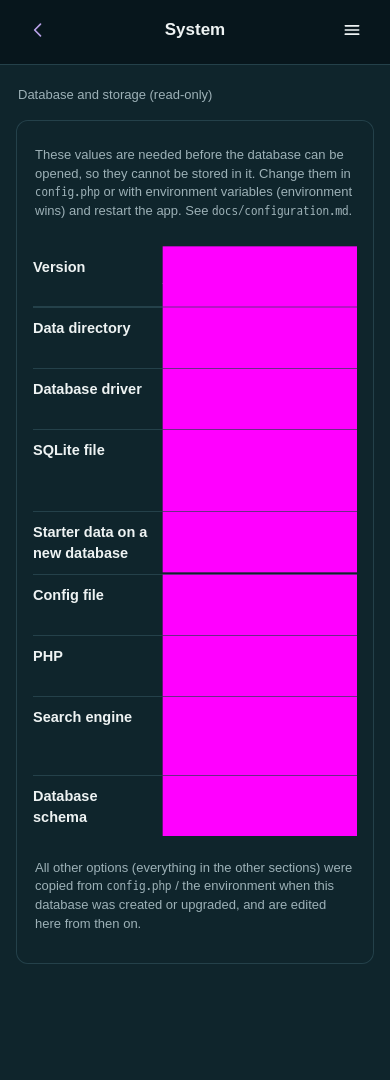 System
Database and storage (read-only)
These values are needed before the database can be
opened, so they cannot be stored in it. Change them in
config.php or with environment variables (environment
wins) and restart the app. See docs/configuration.md.
Version
Data directory
Database driver
SQLite file
Starter data on a
new database
Config file
PHP
Search engine
Database
schema
All other options (everything in the other sections) were
copied from config.php / the environment when this
database was created or upgraded, and are edited
here from then on.